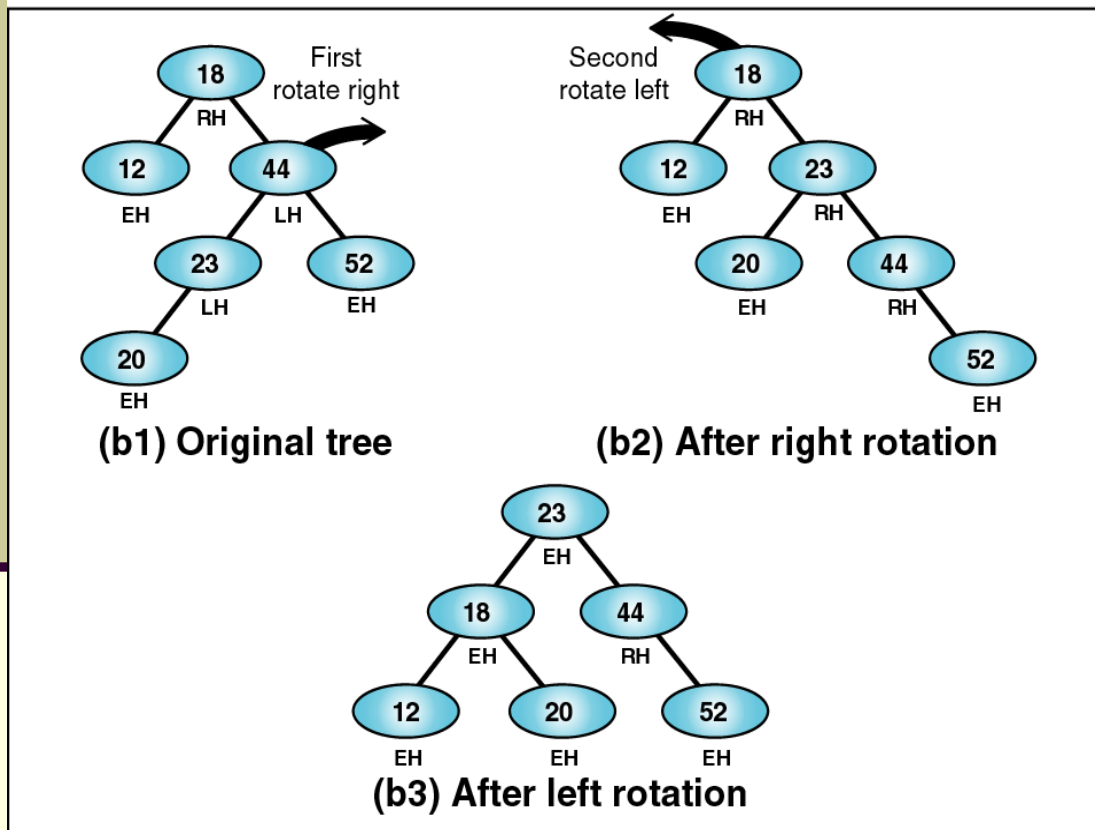 18
First
rotate right
RH
12
44
EH
LH
23
52
LH
EH
20
EH
(b1) Original tree
Second
rotate left
18
RH
12
23
EH
RH
20
44
EH
RH
52
EH
(b2) After right rotation
23
EH
18
44
EH
RH
12
20
52
EH
EH
EH
(b3) After left rotation